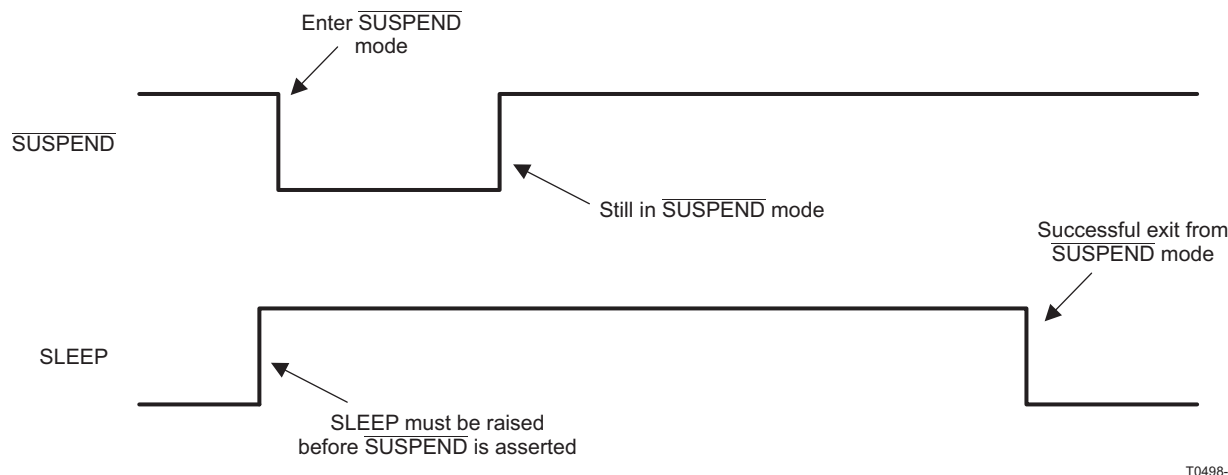 Enter SUSPEND
mode
SUSPEND
Still in SUSPEND mode
Successful exit from
SUSPEND mode
SLEEP
SLEEP must be raised
before SUSPEND is asserted
T0498-